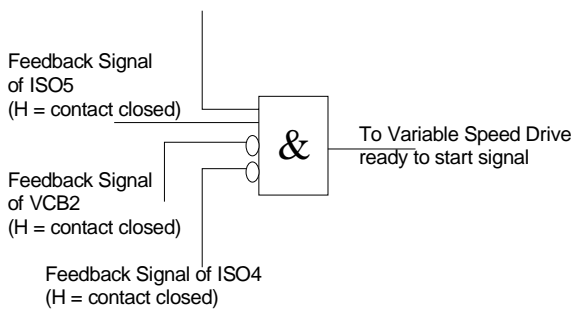 Feedback Signal
of ISO5
(H = contact closed)
&
To Variable Speed Drive
ready to start signal
Feedback Signal
of VCB2
(H = contact closed)
Feedback Signal of ISO4
(H = contact closed)